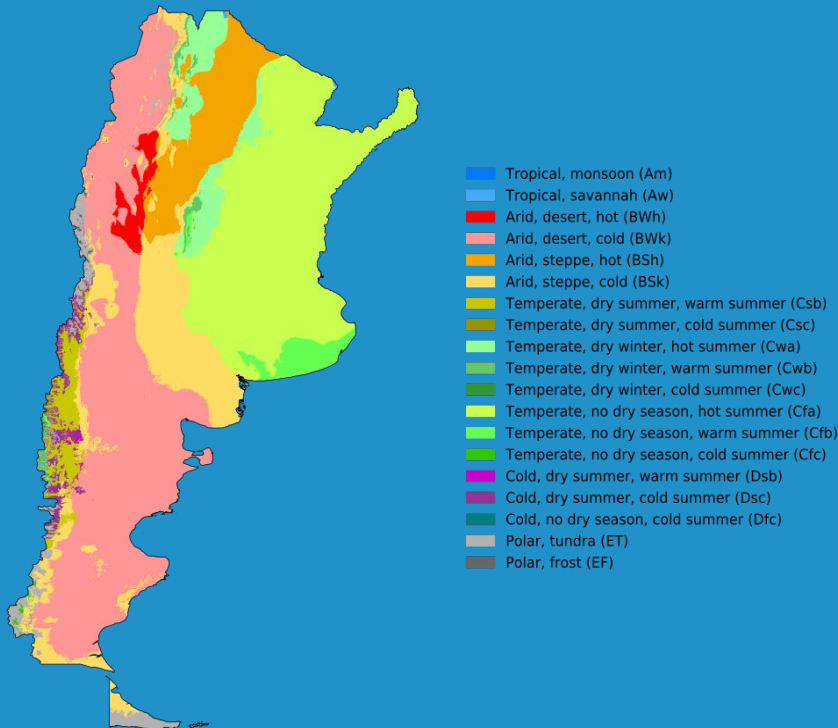 Tropical, monsoon (Am)
Tropical, savannah (Aw)
Arid, desert, hot (BWh)
Arid, desert, cold (BWk)
Arid, steppe, hot (BSh)
Arid, steppe, cold (BSk)
Temperate, dry summer, warm summer (Csb)
Temperate, dry summer, cold summer (Csc)
Temperate, dry winter, hot summer (Cwa)
Temperate, dry winter, warm summer (Cwb)
Temperate, dry winter, cold summer (Cwc)
Temperate, no dry season, hot summer (Cfa)
Temperate, no dry season, warm summer (Cfb)
Temperate, no dry season, cold summer (Cfc)
Cold, dry summer, warm summer (Dsb)
Cold, dry summer, cold summer (Dsc)
Cold, no dry season, cold summer (Dfc)
Polar, tundra (ET)
Polar, frost (EF)